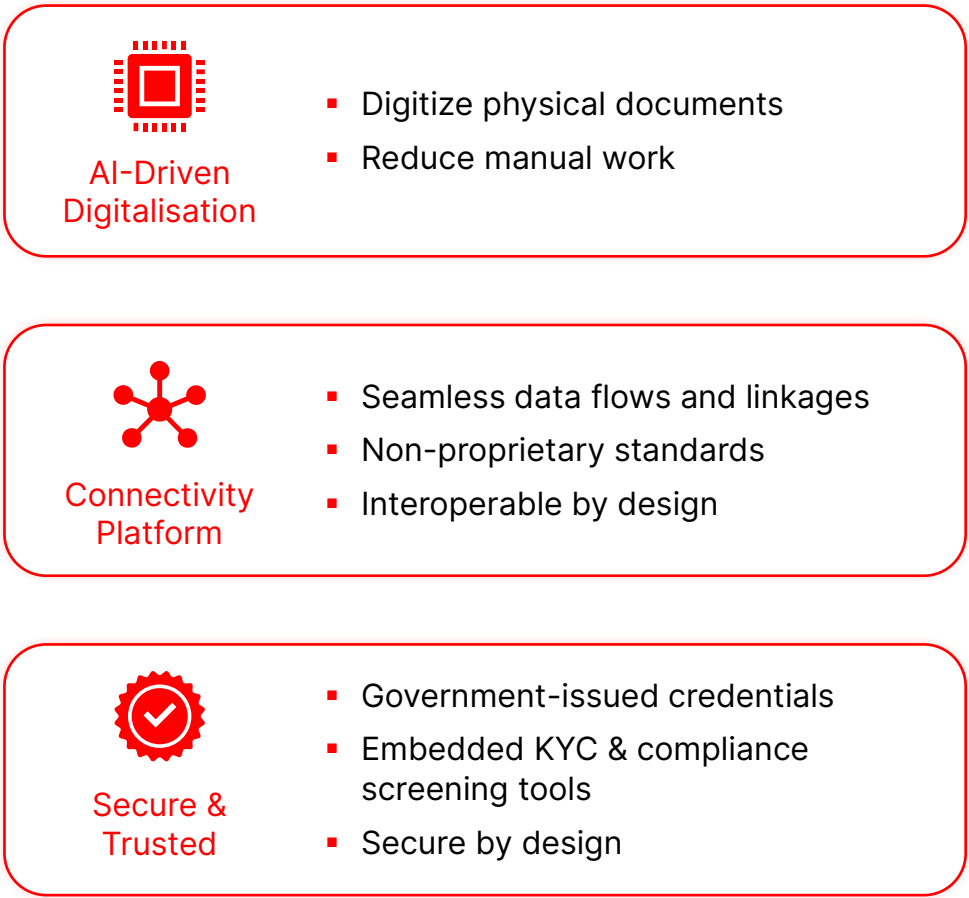 AI-Driven
Digitalisation
▪ Digitize physical documents
▪ Reduce manual work
Connectivity
Platform
▪ Seamless data flows and linkages
▪ Non-proprietary standards
▪ Interoperable by design
Secure &
Trusted
▪ Government-issued credentials
▪ Embedded KYC & compliance
screening tools
▪ Secure by design